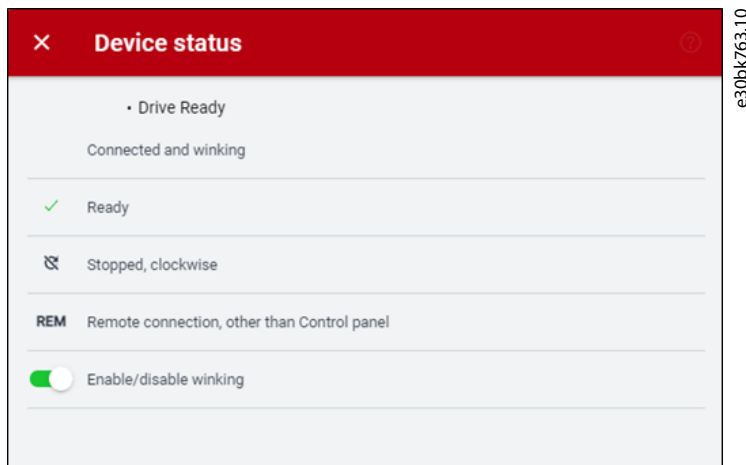 Device status
• Drive Ready
Connected and winking
Ready
Stopped, clockwise
REM Remote connection, other than Control panel
Enable/disable winking
e30bk763.10